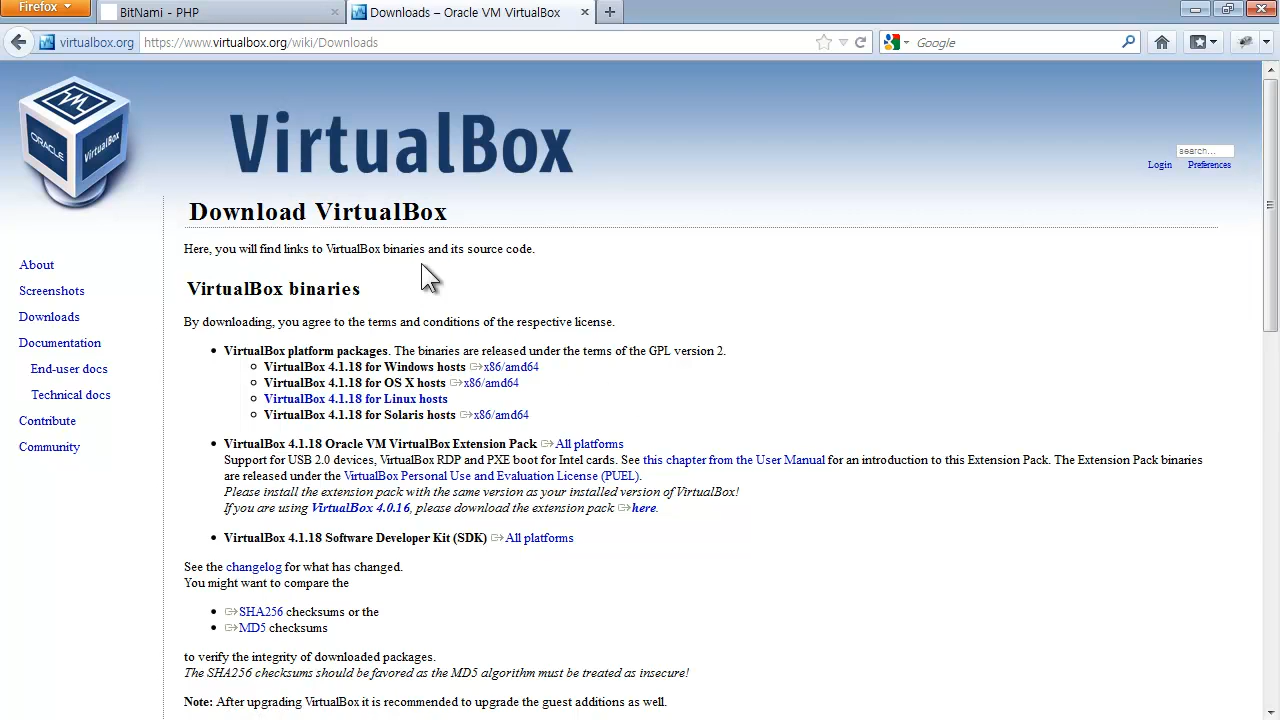 Firefox
BitNami - PHP
Downloads – Oracle VM VirtualBox
virtualbox.org
https://www.virtualbox.org/wiki/Downloads
Google
ORACLE
VirtualBox
VirtualBox
search...
Login Preferences
Download VirtualBox
Here, you will find links to VirtualBox binaries and its source code.
About
Screenshots
Downloads
Documentation
End-user docs
Technical docs
Contribute
Community
VirtualBox binaries
By downloading, you agree to the terms and conditions of the respective license.
• VirtualBox platform packages. The binaries are released under the terms of the GPL version 2.
VirtualBox 4.1.18 for Windows hosts x86/amd64
VirtualBox 4.1.18 for OS X hosts x86/amd64
VirtualBox 4.1.18 for Linux hosts
VirtualBox 4.1.18 for Solaris hosts x86/amd64
• VirtualBox 4.1.18 Oracle VM VirtualBox Extension Pack All platforms
Support for USB 2.0 devices, VirtualBox RDP and PXE boot for Intel cards. See this chapter from the User Manual for an introduction to this Extension Pack. The Extension Pack binaries
are released under the VirtualBox Personal Use and Evaluation License (PUEL).
Please install the extension pack with the same version as your installed version of VirtualBox!
If you are using VirtualBox 4.0.16, please download the extension pack here.
• VirtualBox 4.1.18 Software Developer Kit (SDK) All platforms
See the changelog for what has changed.
You might want to compare the
• SHA256 checksums or the
• MD5 checksums
to verify the integrity of downloaded packages.
The SHA256 checksums should be favored as the MD5 algorithm must be treated as insecure!
Note: After upgrading VirtualBox it is recommended to upgrade the guest additions as well.